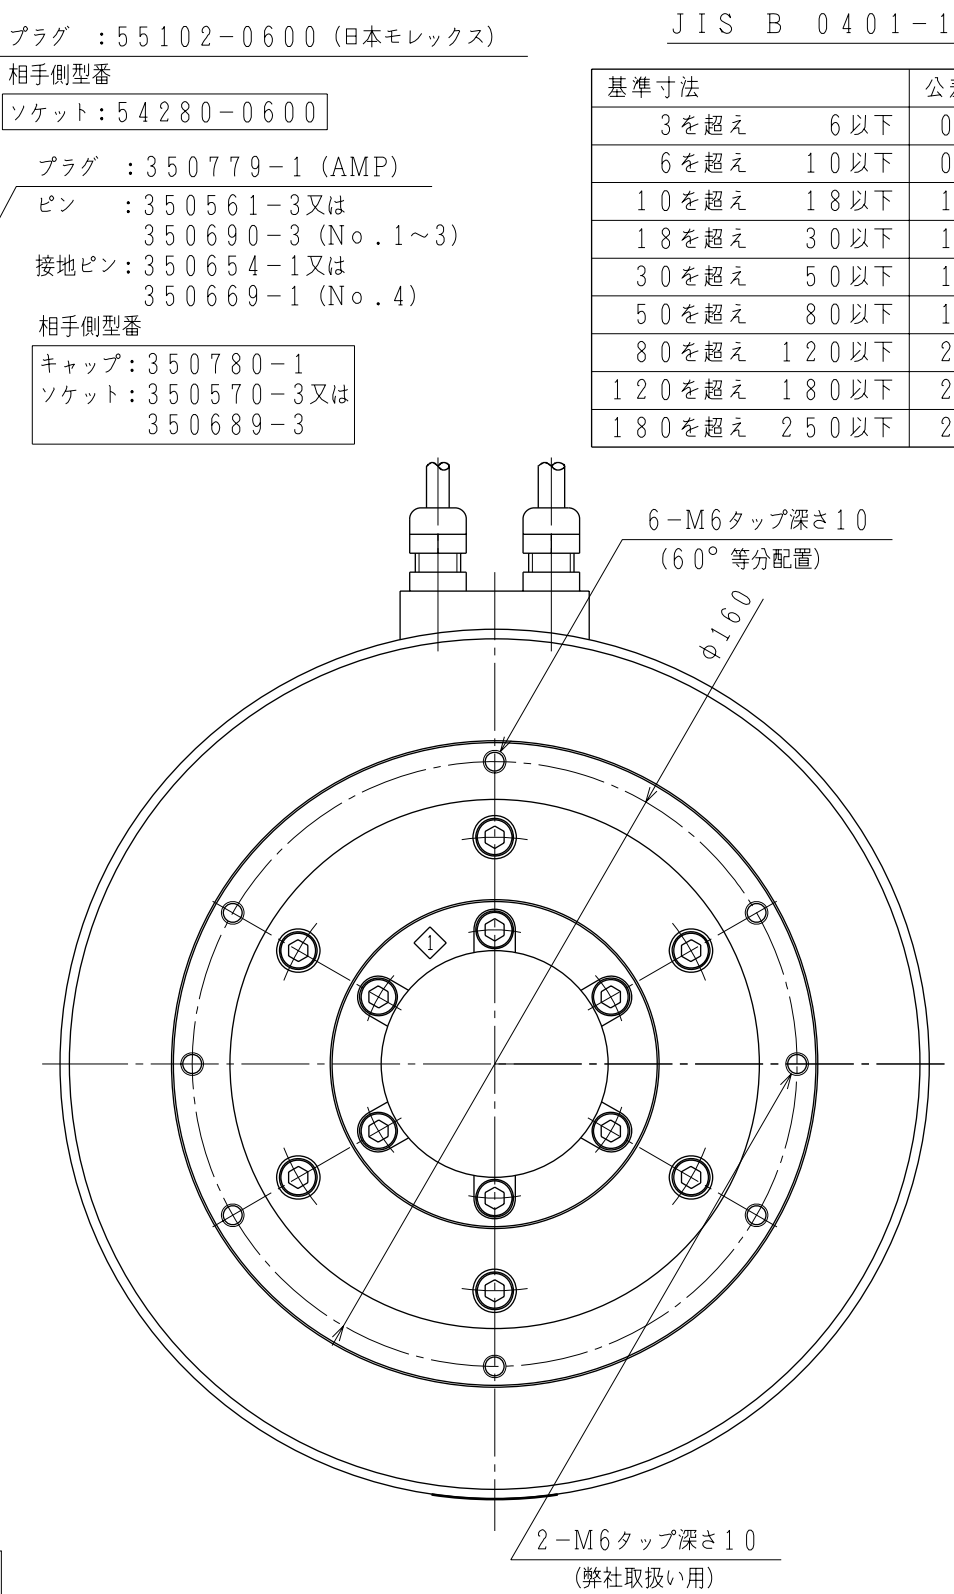 プラグ :55102-0600 (日本モレックス)
相手側型番
ソケット:54280-0600
プラグ :350779-1 (AMP)
ピン :350561-3又は
350690-3 (No.1~3)
接地ピン:350654-1又は
350669-1 (No.4)
相手側型番
キャップ:350780-1
ソケット:350570-3又は
350689-3
JIS B 0401-1
基準寸法 公
3を超え 6以下 0
6を超え 10以下 0
10を超え 18以下 1
18を超え 30以下 1
30を超え 50以下 1
50を超え 80以下 1
80を超え 120以下 2
120を超え 180以下 2
180を超え 250以下 2
6-M6タップ深さ10
(60° 等分配置)
φ160
1
2-M6タップ深さ10
(弊社取扱い用)